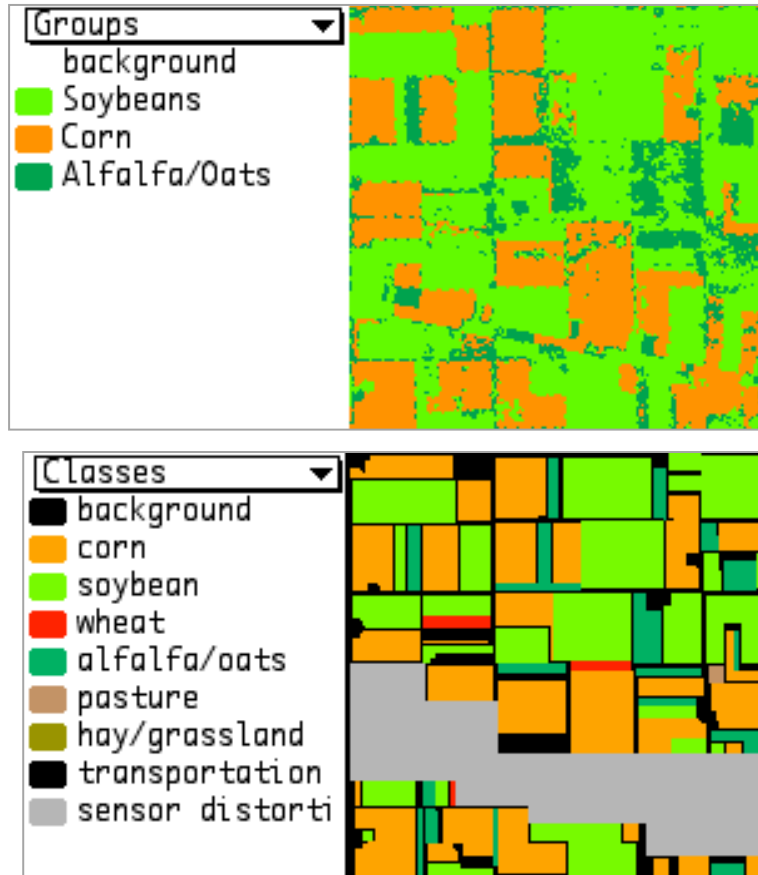 Groups
background
Soybeans
Corn
Alfalfa/Oats
Classes
background
corn
soybean
wheat
alfalfa/oats
pasture
hay/grassland
transportation
sensor distorti